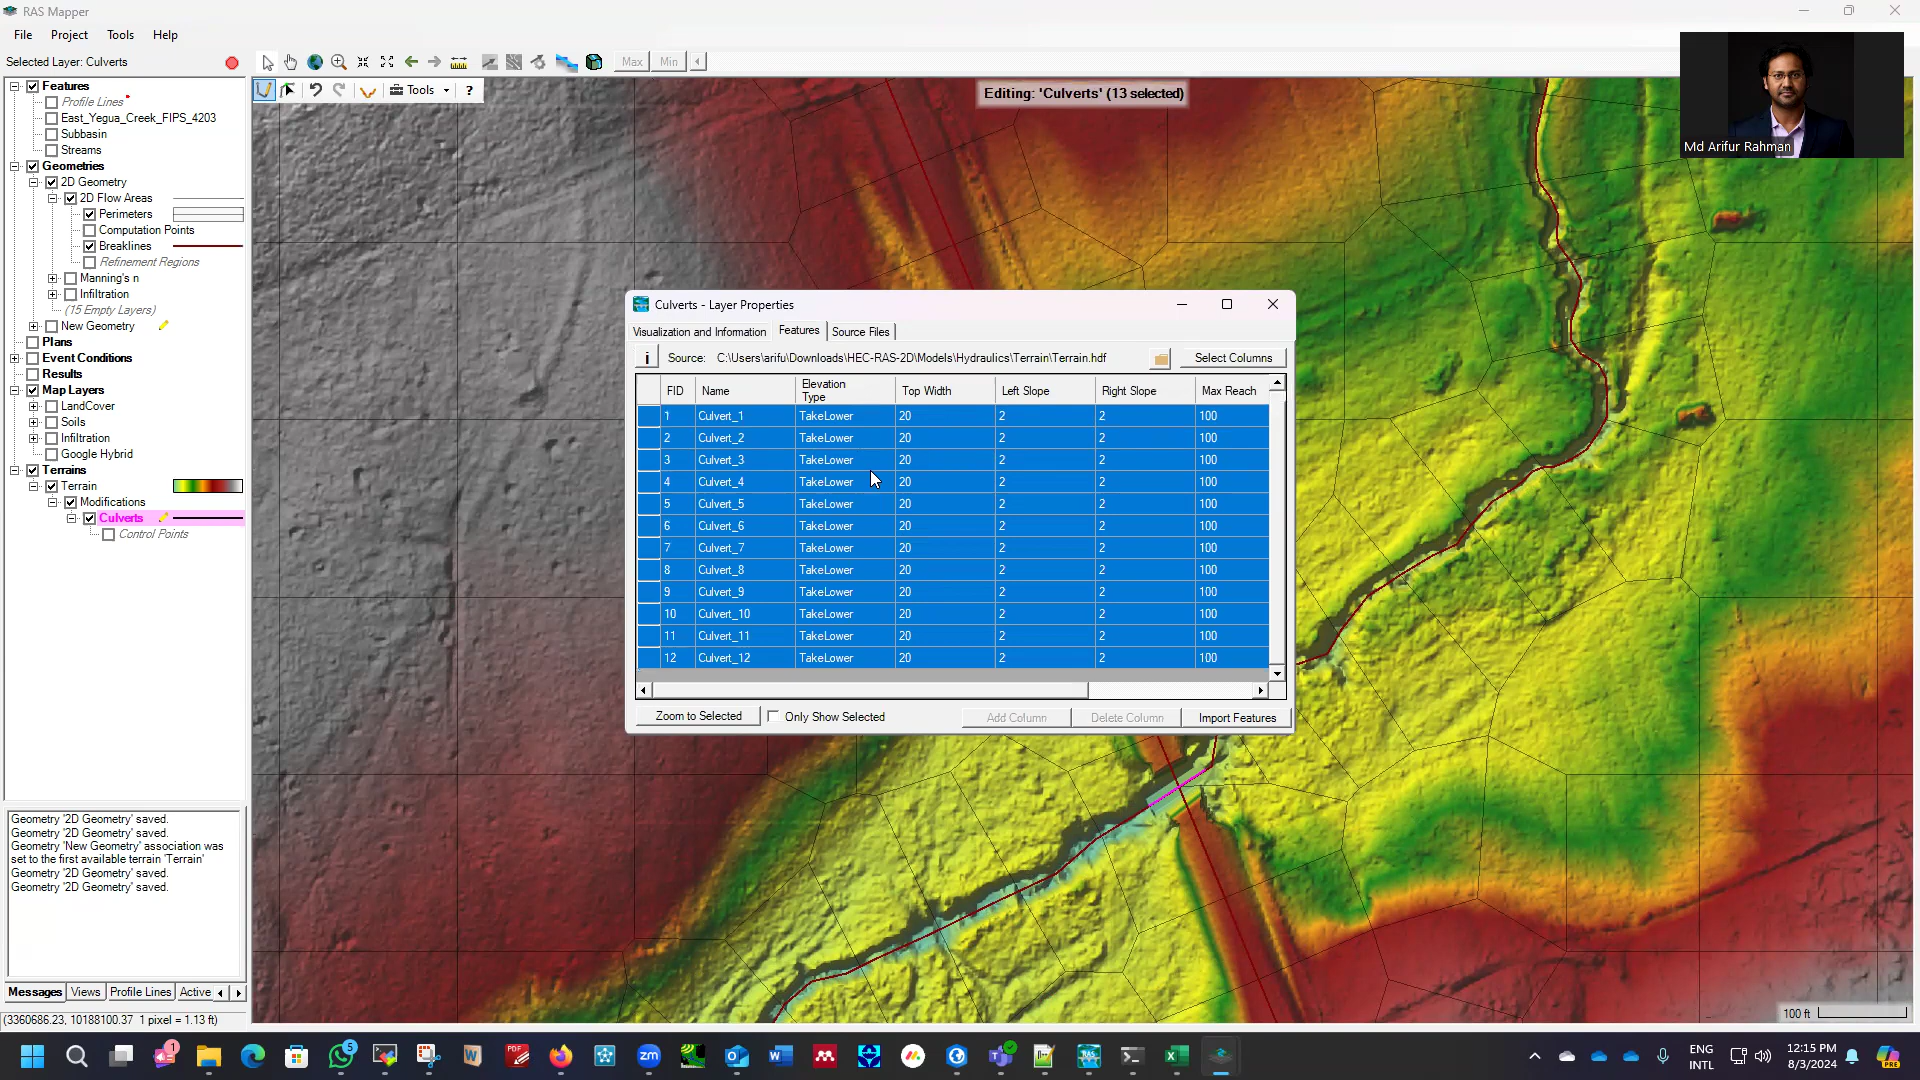 RAS Mapper
File Project Tools Help
Selected Layer: Culverts
Max Min
Tools ?
Editing: 'Culverts' (13 selected)
Md Arifur Rahman
Features
Profile Lines
East_Yegua_Creek_FIPS_4203
Subbasin
Streams
Geometries
2D Geometry
2D Flow Areas
Perimeters
Computation Points
Breaklines
Refinement Regions
Manning's n
Infiltration
(15 Empty Layers)
New Geometry
Plans
Event Conditions
Results
Map Layers
LandCover
Soils
Infiltration
Google Hybrid
Terrains
Terrain
Modifications
Culverts
Control Points
Culverts - Layer Properties
Visualization and Information Features Source Files
i Source: C:\Users\arifu\Downloads\HEC-RAS-2D\Models\Hydraulics\Terrain\Terrain.hdf Select Columns
FID Name Elevation Type Top Width Left Slope Right Slope Max Reach
1 Culvert_1 TakeLower 20 2 2 100
2 Culvert_2 TakeLower 20 2 2 100
3 Culvert_3 TakeLower 20 2 2 100
4 Culvert_4 TakeLower 20 2 2 100
5 Culvert_5 TakeLower 20 2 2 100
6 Culvert_6 TakeLower 20 2 2 100
7 Culvert_7 TakeLower 20 2 2 100
8 Culvert_8 TakeLower 20 2 2 100
9 Culvert_9 TakeLower 20 2 2 100
10 Culvert_10 TakeLower 20 2 2 100
11 Culvert_11 TakeLower 20 2 2 100
12 Culvert_12 TakeLower 20 2 2 100
Zoom to Selected Only Show Selected Add Column Delete Column Import Features
Geometry '2D Geometry' saved.
Geometry '2D Geometry' saved.
Geometry 'New Geometry' association was
set to the first available terrain 'Terrain'
Geometry '2D Geometry' saved.
Geometry '2D Geometry' saved.
Messages Views Profile Lines Active
(3360686.23, 10188100.37 1 pixel = 1.13 ft)
100 ft
1
5
PDF
zm
ENG
INTL
12:15 PM
8/3/2024
PRE